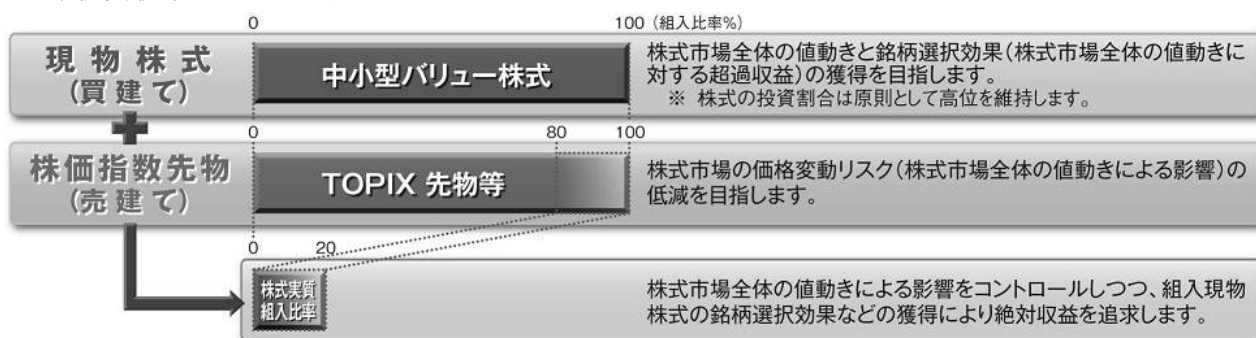 0 100 (組入比率%)
現物株式
(買建て)
中小型バリュー株式
株式市場全体の値動きと銘柄選択効果(株式市場全体の値動きに
対する超過収益)の獲得を目指します。
※ 株式の投資割合は原則として高位を維持します。
0 80 100
株価指数先物
(売建て)
TOPIX 先物等
株式市場の価格変動リスク(株式市場全体の値動きによる影響)の
低減を目指します。
0 20
株式実質
組入比率
株式市場全体の値動きによる影響をコントロールしつつ、組入現物
株式の銘柄選択効果などの獲得により絶対収益を追求します。